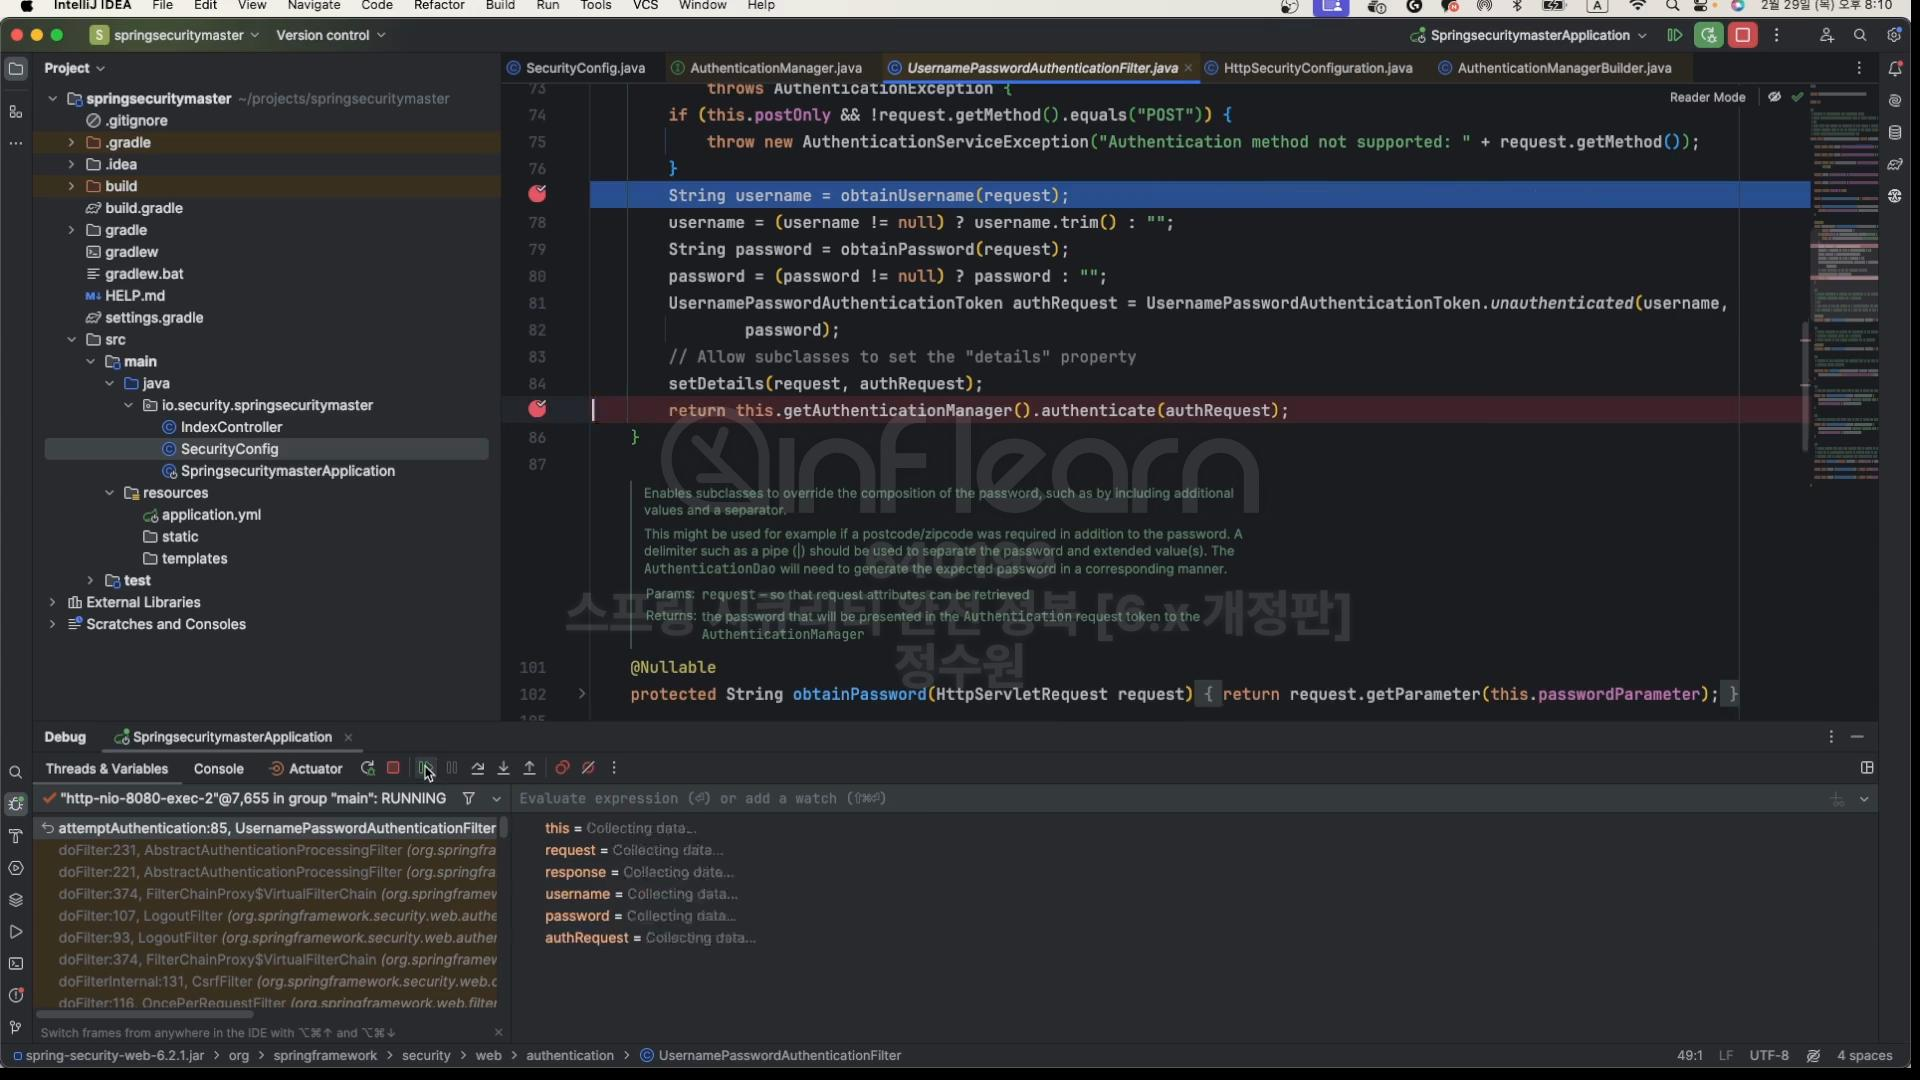 IntelliJ IDEA File Edit View Navigate Code Refactor Build Run Tools VCS Window Help A 2월 29일 (목) 오후 8:10
S springsecuritymaster Version control SpringsecuritymasterApplication
Project
SecurityConfig.java AuthenticationManager.java UsernamePasswordAuthenticationFilter.java HttpSecurityConfiguration.java AuthenticationManagerBuilder.java
Reader Mode
springsecuritymaster ~/projects/springsecuritymaster
.gitignore
.gradle
.idea
build
build.gradle
gradle
gradlew
gradlew.bat
HELP.md
settings.gradle
src
main
java
io.security.springsecuritymaster
IndexController
SecurityConfig
SpringsecuritymasterApplication
resources
application.yml
static
templates
test
External Libraries
Scratches and Consoles
73 throws AuthenticationException {
74 if (this.postOnly && !request.getMethod().equals("POST")) {
75 throw new AuthenticationServiceException("Authentication method not supported: " + request.getMethod());
76 }
String username = obtainUsername(request);
78 username = (username != null) ? username.trim() : "";
79 String password = obtainPassword(request);
80 password = (password != null) ? password : "";
81 UsernamePasswordAuthenticationToken authRequest = UsernamePasswordAuthenticationToken.unauthenticated(username,
82 password);
83 // Allow subclasses to set the "details" property
84 setDetails(request, authRequest);
return this.getAuthenticationManager().authenticate(authRequest);
86 }
87
inflearn
Enables subclasses to override the composition of the password, such as by including additional
values and a separator.
This might be used for example if a postcode/zipcode was required in addition to the password. A
delimiter such as a pipe (|) should be used to separate the password and extended value(s). The
AuthenticationDao will need to generate the expected password in a corresponding manner.
Params: request – so that request attributes can be retrieved
Returns: the password that will be presented in the Authentication request token to the
AuthenticationManager
640199
스프링 시큐리티 완전 정복 [6.x 개정판]
정수원
101 @Nullable
102 protected String obtainPassword(HttpServletRequest request) { return request.getParameter(this.passwordParameter); }
105
Debug SpringsecuritymasterApplication
Threads & Variables Console Actuator
"http-nio-8080-exec-2"@7,655 in group "main": RUNNING
Evaluate expression (⏎) or add a watch (⇧⌘⏎)
attemptAuthentication:85, UsernamePasswordAuthenticationFilter
doFilter:231, AbstractAuthenticationProcessingFilter (org.springfra
doFilter:221, AbstractAuthenticationProcessingFilter (org.springfra
doFilter:374, FilterChainProxy$VirtualFilterChain (org.springframew
doFilter:107, LogoutFilter (org.springframework.security.web.authe
doFilter:93, LogoutFilter (org.springframework.security.web.authen
doFilter:374, FilterChainProxy$VirtualFilterChain (org.springframew
doFilterInternal:131, CsrfFilter (org.springframework.security.web.c
doFilter:116, OncePerRequestFilter (org.springframework.web.filter
this = Collecting data...
request = Collecting data...
response = Collecting data...
username = Collecting data...
password = Collecting data...
authRequest = Collecting data...
Switch frames from anywhere in the IDE with ⌥⌘↑ and ⌥⌘↓
spring-security-web-6.2.1.jar > org > springframework > security > web > authentication > UsernamePasswordAuthenticationFilter
49:1 LF UTF-8 4 spaces